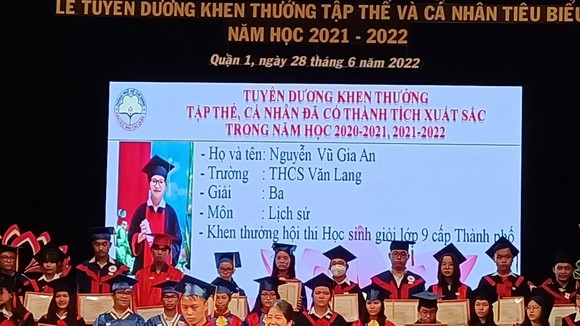 LỄ TUYÊN DƯƠNG KHEN THƯỞNG TẬP THỂ VÀ CÁ NHÂN TIÊU BIỂU
NĂM HỌC 2021 - 2022
Quận 1, ngày 28 tháng 6 năm 2022
TUYÊN DƯƠNG KHEN THƯỞNG
TẬP THỂ, CÁ NHÂN ĐÃ CÓ THÀNH TÍCH XUẤT SẮC
TRONG NĂM HỌC 2020-2021, 2021-2022
- Họ và tên: Nguyễn Vũ Gia An
- Trường : THCS Văn Lang
- Giải : Ba
- Môn : Lịch sử
- Khen thưởng hội thi Học sinh giỏi lớp 9 cấp Thành phố